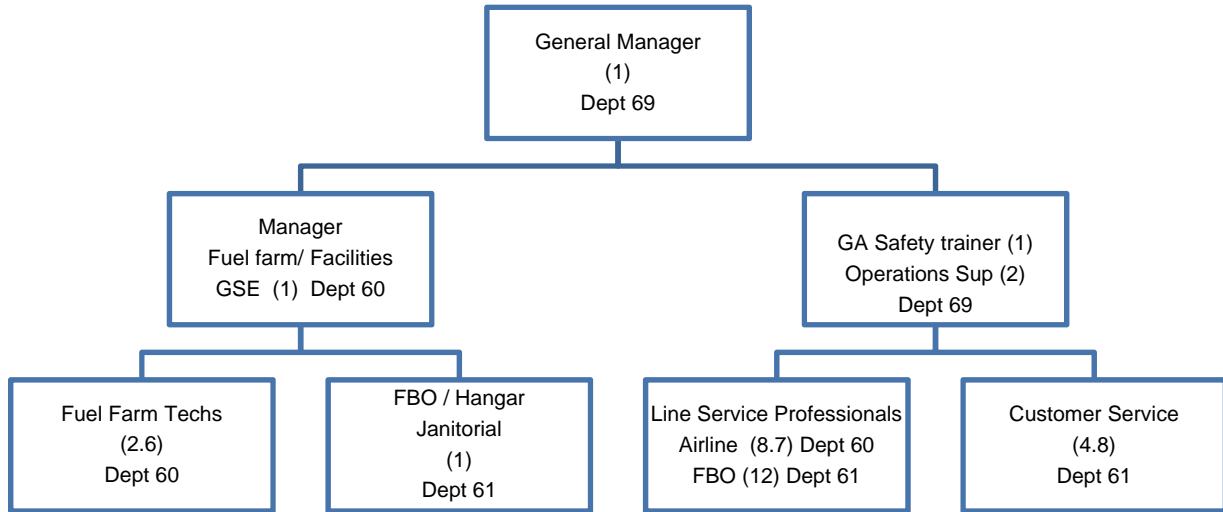 General Manager
(1)
Dept 69
Manager
Fuel farm/ Facilities
GSE (1) Dept 60
GA Safety trainer (1)
Operations Sup (2)
Dept 69
Fuel Farm Techs
(2.6)
Dept 60
FBO / Hangar
Janitorial
(1)
Dept 61
Line Service Professionals
Airline (8.7) Dept 60
FBO (12) Dept 61
Customer Service
(4.8)
Dept 61